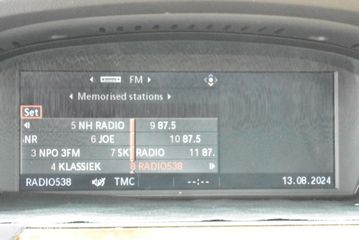 FM
Memorised stations
Set
5 NH RADIO 9 87.5
NR 6 JOE 10 87.5
3 NPO 3FM 7 SK RADIO 11 87.
4 KLASSIEK 8 RADIO538
RADIO538 TMC --:-- 13.08.2024